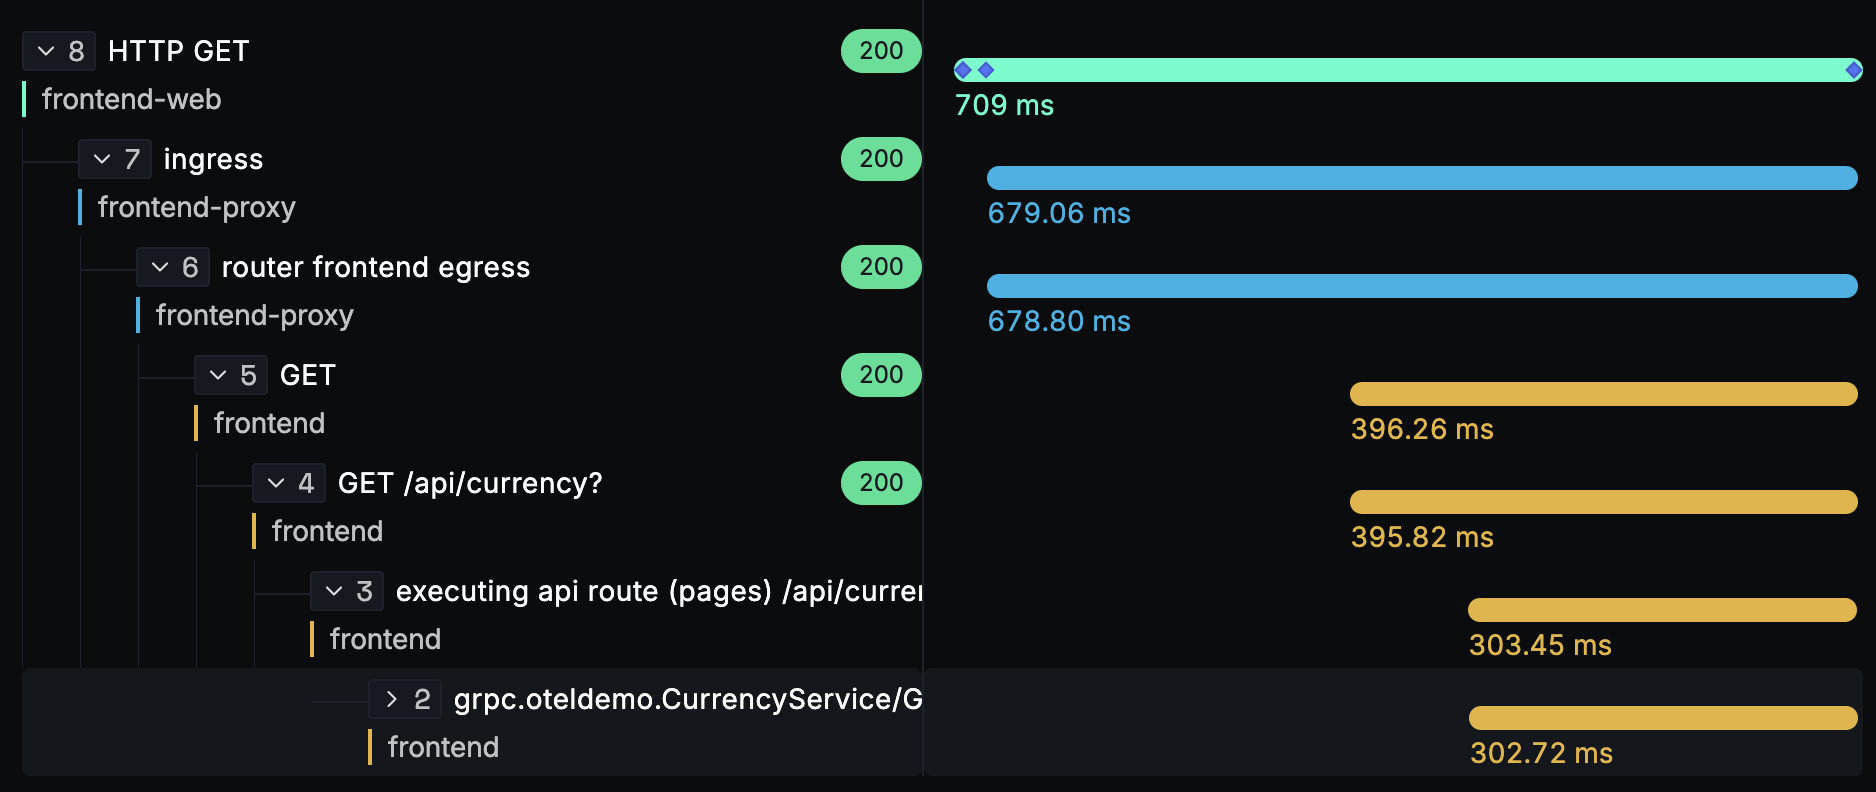 8 HTTP GET 200
709 ms
frontend-web
7 ingress 200
frontend-proxy
679.06 ms
6 router frontend egress 200
frontend-proxy
678.80 ms
5 GET 200
frontend
396.26 ms
4 GET /api/currency? 200
frontend
395.82 ms
3 executing api route (pages) /api/curre
frontend
303.45 ms
2 grpc.oteldemo.CurrencyService/G
frontend
302.72 ms